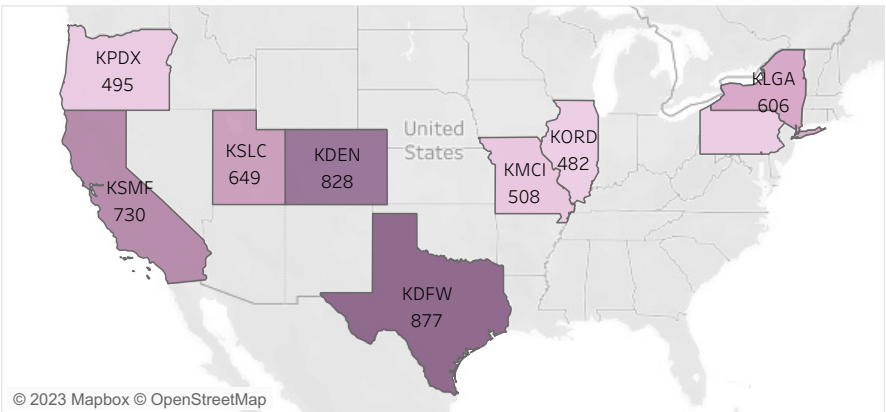 KPDX
495
KLGA
606
United
States
KORD
482
KSLC
649
KDEN
828
KMCI
508
KSMF
730
KDFW
877
© 2023 Mapbox © OpenStreetMap